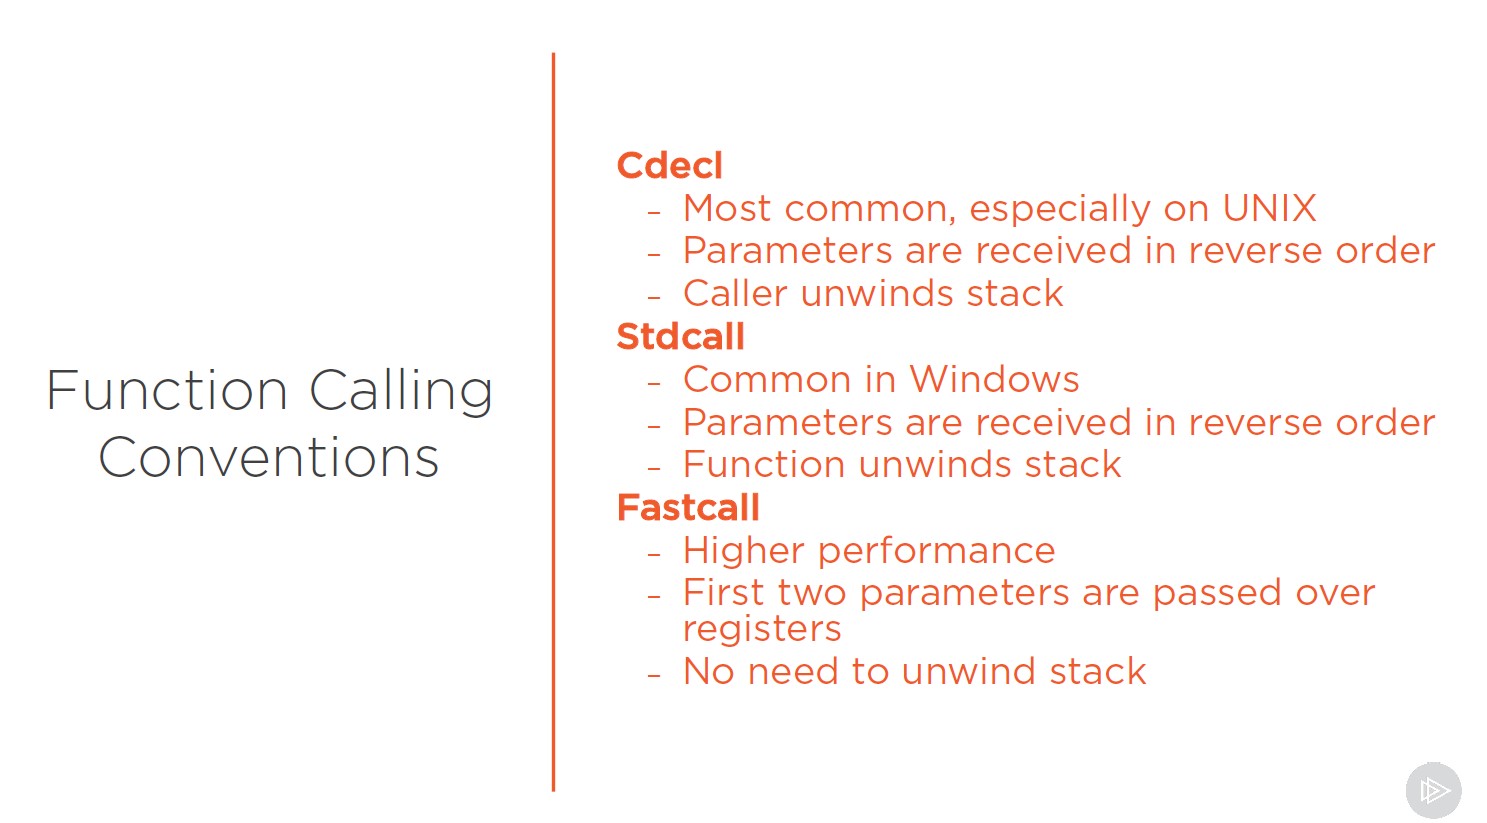 Function Calling
Conventions
Cdecl
- Most common, especially on UNIX
- Parameters are received in reverse order
- Caller unwinds stack
Stdcall
- Common in Windows
- Parameters are received in reverse order
- Function unwinds stack
Fastcall
- Higher performance
- First two parameters are passed over
registers
- No need to unwind stack